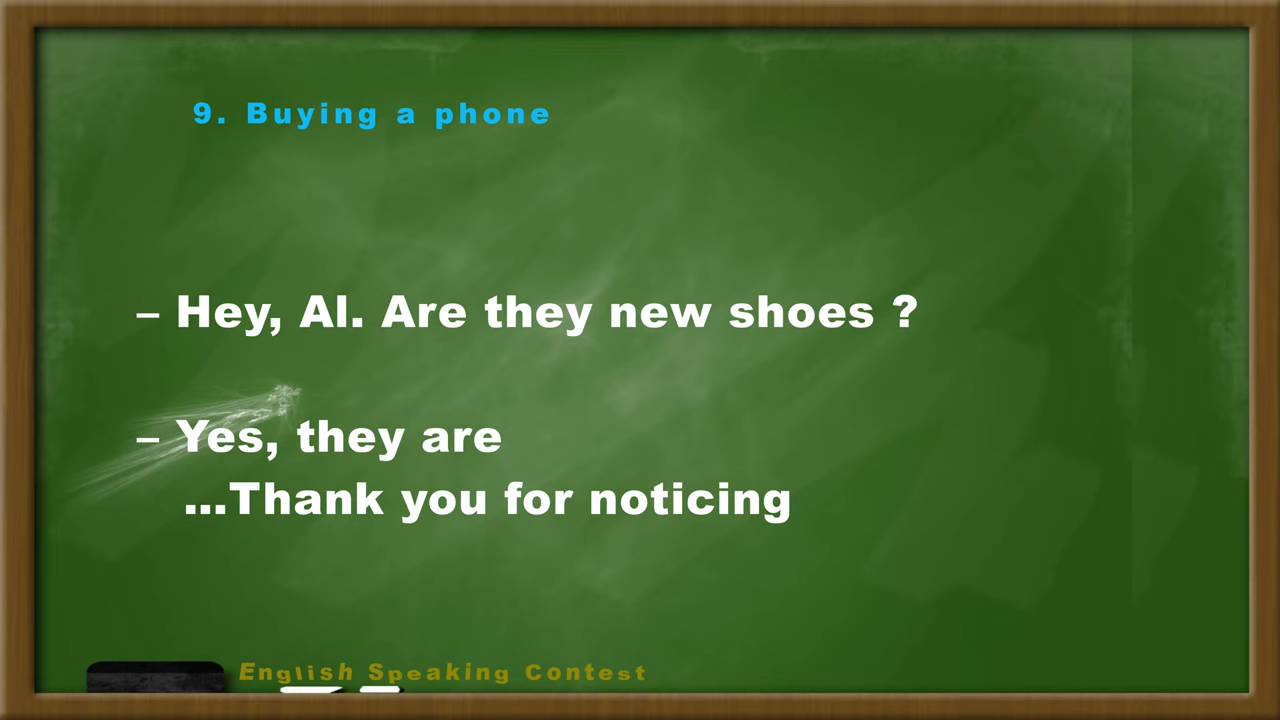 9. Buying a phone
– Hey, Al. Are they new shoes ?
– Yes, they are
...Thank you for noticing
English Speaking Contest